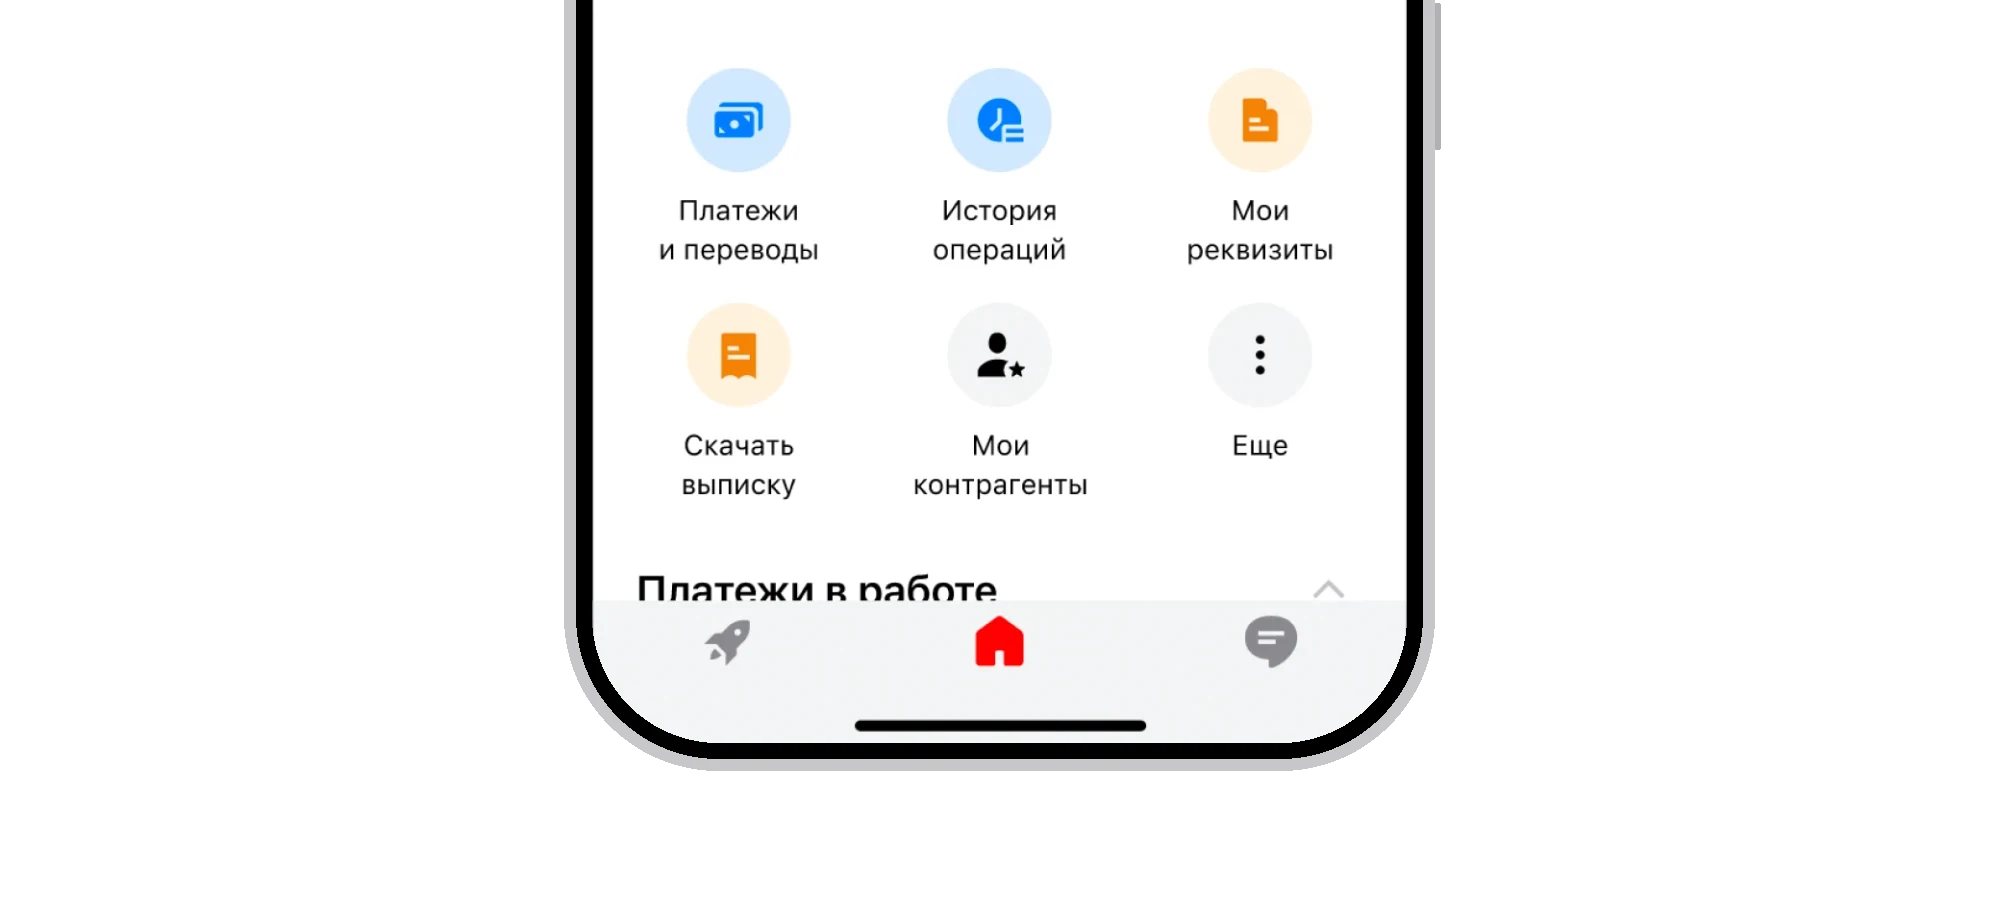 Платежи
и переводы
История
операций
Мои
реквизиты
Скачать
выписку
Мои
контрагенты
Еще
Платежи в работе